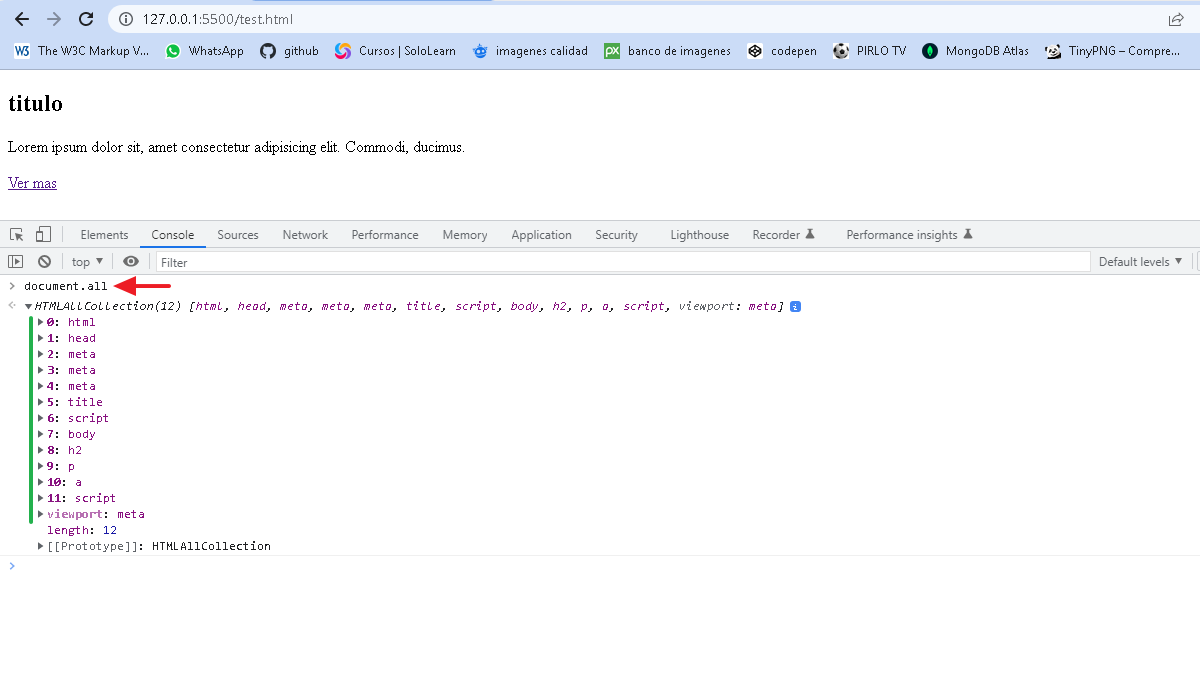 127.0.0.1:5500/test.html
The W3C Markup V... WhatsApp github Cursos | SoloLearn imagenes calidad banco de imagenes codepen PIRLO TV MongoDB Atlas TinyPNG – Compre...
titulo
Lorem ipsum dolor sit, amet consectetur adipisicing elit. Commodi, ducimus.
Ver mas
Elements Console Sources Network Performance Memory Application Security Lighthouse Recorder Performance insights
top Filter Default levels
document.all
HTMLAllCollection(12) [html, head, meta, meta, meta, title, script, body, h2, p, a, script, viewport: meta]
0: html
1: head
2: meta
3: meta
4: meta
5: title
6: script
7: body
8: h2
9: p
10: a
11: script
viewport: meta
length: 12
[[Prototype]]: HTMLAllCollection